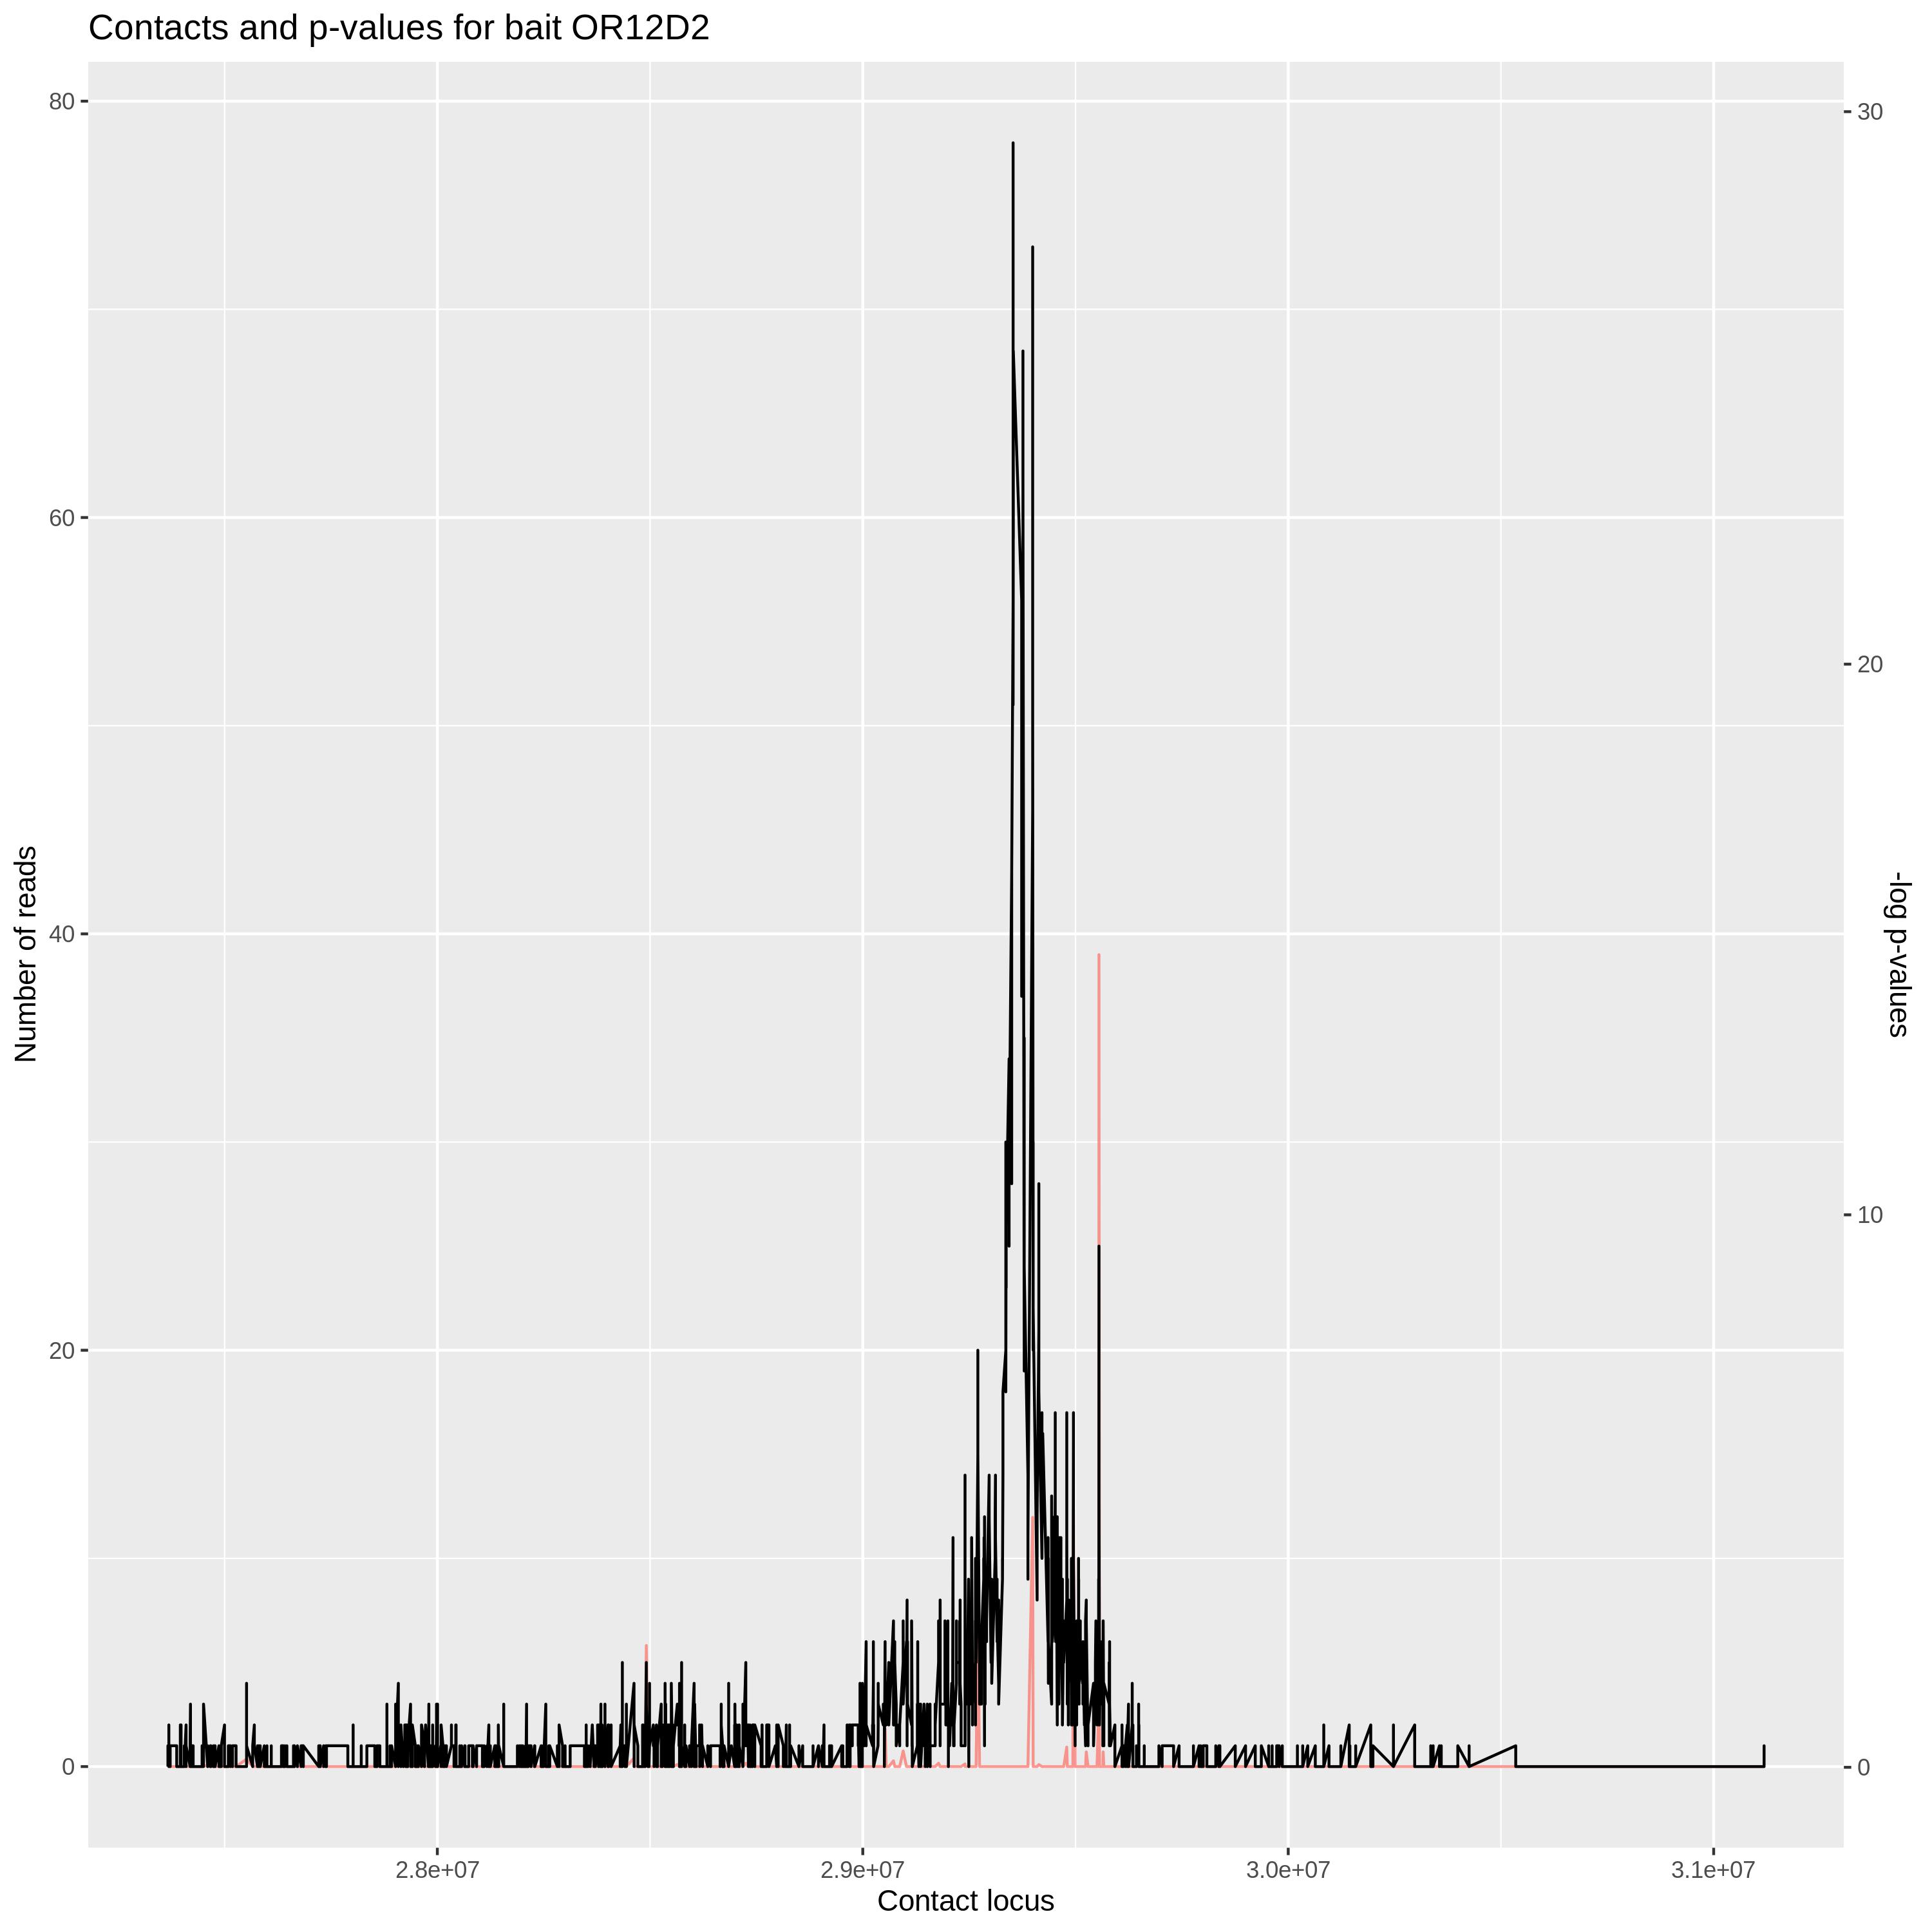 Contacts and p-values for bait OR12D2
80
60
40
20
0
30
20
10
0
Number of reads
-log p-values
2.8e+07
2.9e+07
3.0e+07
3.1e+07
Contact locus